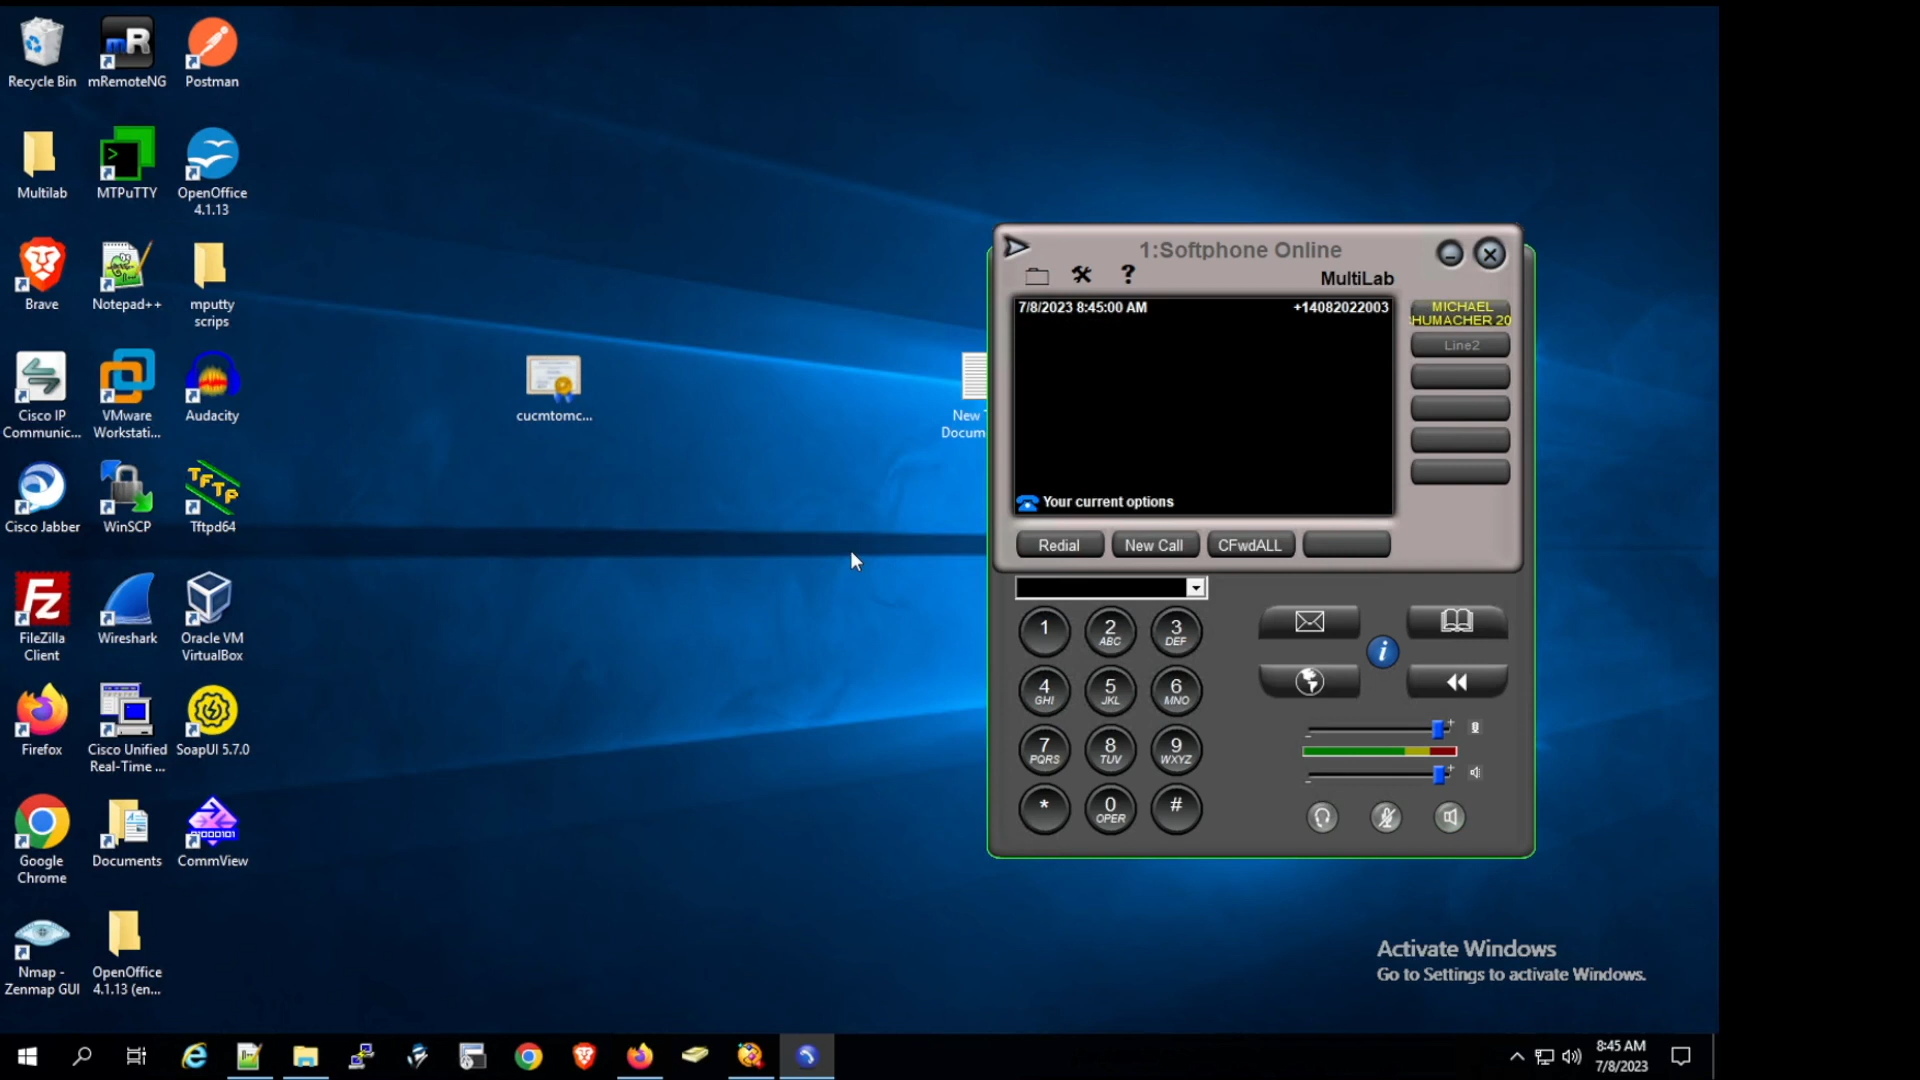 Recycle Bin
mRemoteNG
Postman
Multilab
MTPuTTY
OpenOffice
4.1.13
Brave
Notepad++
mputty
scrips
Cisco IP
Communic...
VMware
Workstati...
Audacity
Cisco Jabber
WinSCP
Tftpd64
FileZilla
Client
Wireshark
Oracle VM
VirtualBox
Firefox
Cisco Unified
Real-Time ...
SoapUI 5.7.0
Google
Chrome
Documents
CommView
Nmap -
Zenmap GUI
OpenOffice
4.1.13 (en...
cucmtomc...
New T
Docum
1:Softphone Online
MultiLab
7/8/2023 8:45:00 AM
+14082022003
MICHAEL
HUMACHER 20
Line2
Your current options
Redial
New Call
CFwdALL
1
2
ABC
3
DEF
4
GHI
5
JKL
6
MNO
7
PQRS
8
TUV
9
WXYZ
*
0
OPER
#
Activate Windows
Go to Settings to activate Windows.
8:45 AM
7/8/2023